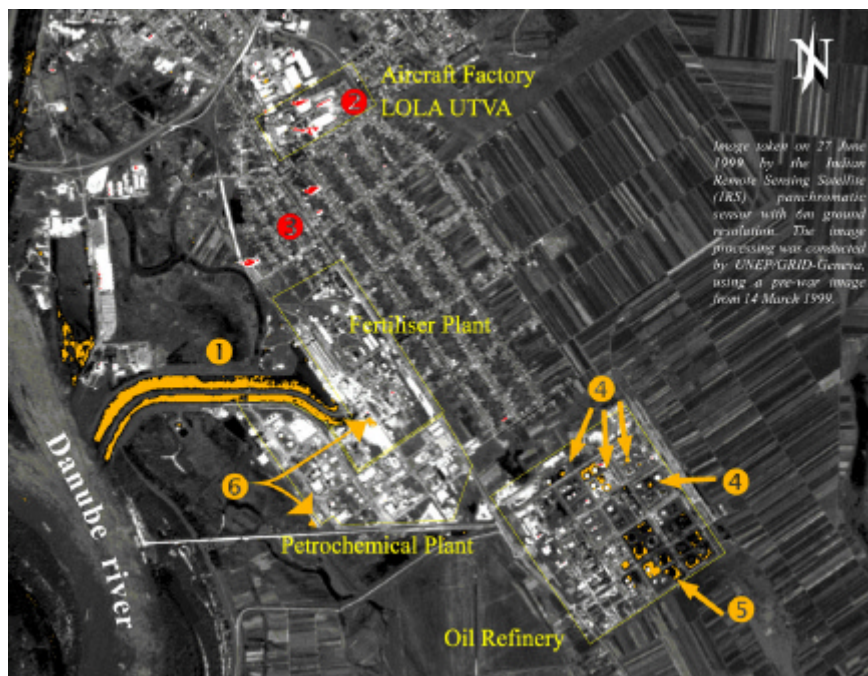 N
Aircraft Factory
LOLA UTVA
2
Image taken on 27 June
1999 by the Indian
Remote Sensing Satellite
(IRS) panchromatic
sensor with 6m ground
resolution. The image
processing was conducted
by UNEP/GRID-Geneva,
using a pre-war image
from 14 March 1999.
3
Fertiliser Plant
1
4
4
6
Danube river
Petrochemical Plant
5
Oil Refinery